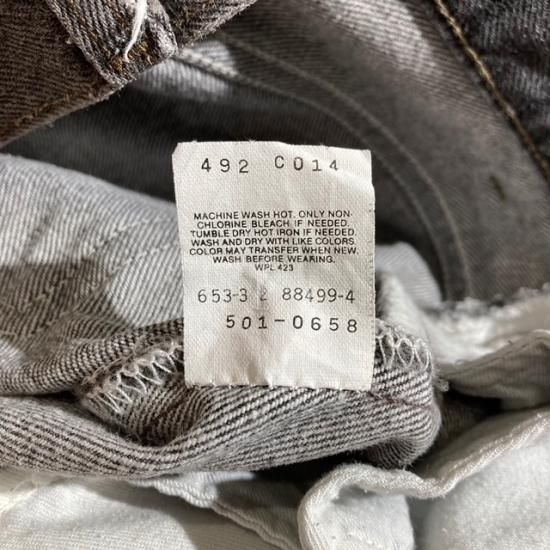 492 C014
MACHINE WASH HOT. ONLY NON-
CHLORINE BLEACH IF NEEDED.
TUMBLE DRY HOT IRON IF NEEDED.
WASH AND DRY WITH LIKE COLORS.
COLOR MAY TRANSFER WHEN NEW.
WASH BEFORE WEARING.
WPL 423
653-3 2 88499-4
501-0658